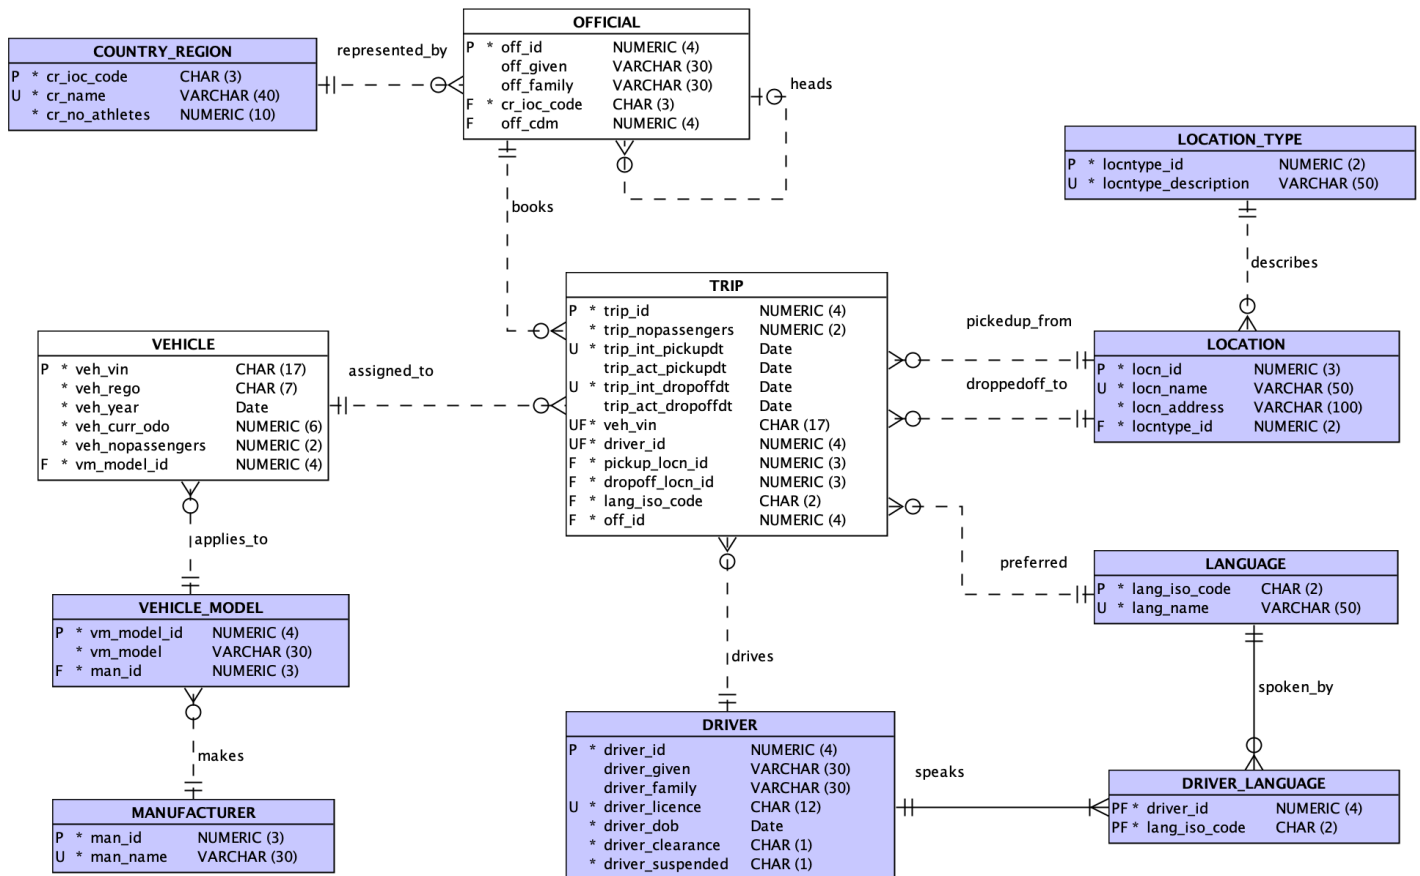 OFFICIAL
P * off_id NUMERIC (4)
off_given VARCHAR (30)
off_family VARCHAR (30)
F * cr_ioc_code CHAR (3)
F off_cdm NUMERIC (4)
COUNTRY_REGION
P * cr_ioc_code CHAR (3)
U * cr_name VARCHAR (40)
* cr_no_athletes NUMERIC (10)
represented_by
heads
books
LOCATION_TYPE
P * locntype_id NUMERIC (2)
U * locntype_description VARCHAR (50)
describes
TRIP
P * trip_id NUMERIC (4)
* trip_nopassengers NUMERIC (2)
U * trip_int_pickupdt Date
trip_act_pickupdt Date
U * trip_int_dropoffdt Date
trip_act_dropoffdt Date
UF * veh_vin CHAR (17)
UF * driver_id NUMERIC (4)
F * pickup_locn_id NUMERIC (3)
F * dropoff_locn_id NUMERIC (3)
F * lang_iso_code CHAR (2)
F * off_id NUMERIC (4)
pickedup_from
droppedoff_to
LOCATION
P * locn_id NUMERIC (3)
U * locn_name VARCHAR (50)
* locn_address VARCHAR (100)
F * locntype_id NUMERIC (2)
VEHICLE
P * veh_vin CHAR (17)
* veh_rego CHAR (7)
* veh_year Date
* veh_curr_odo NUMERIC (6)
* veh_nopassengers NUMERIC (2)
F * vm_model_id NUMERIC (4)
assigned_to
applies_to
preferred
LANGUAGE
P * lang_iso_code CHAR (2)
U * lang_name VARCHAR (50)
VEHICLE_MODEL
P * vm_model_id NUMERIC (4)
* vm_model VARCHAR (30)
F * man_id NUMERIC (3)
drives
spoken_by
makes
MANUFACTURER
P * man_id NUMERIC (3)
U * man_name VARCHAR (30)
DRIVER
P * driver_id NUMERIC (4)
driver_given VARCHAR (30)
driver_family VARCHAR (30)
U * driver_licence CHAR (12)
* driver_dob Date
* driver_clearance CHAR (1)
* driver_suspended CHAR (1)
speaks
DRIVER_LANGUAGE
PF * driver_id NUMERIC (4)
PF * lang_iso_code CHAR (2)